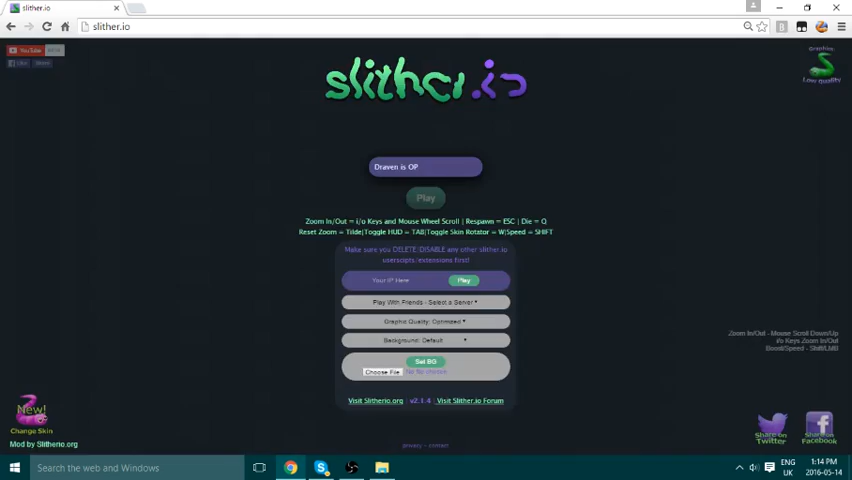 slither.io
slither.io
YouTube
Like Share
slither.io
Graphics:
Low quality
Draven is OP
Play
Zoom In/Out = i/o Keys and Mouse Wheel Scroll | Respawn = ESC | Die = Q
Reset Zoom = Tilde|Toggle HUD = TAB|Toggle Skin Rotator = W|Speed = SHIFT
Make sure you DELETE/DISABLE any other slither.io
userscipts/extensions first!
Your IP Here Play
Play With Friends - Select a Server
Graphic Quality: Optimized
Background: Default
Set BG
Choose File No file chosen
Visit Slitherio.org | v2.1.4 Visit Slither.io Forum
Zoom In/Out - Mouse Scroll Down/Up
i/o Keys Zoom In/Out
Boost/Speed - Shift/LMB
New!
Change Skin
Mod by Slitherio.org
Share on
Twitter
Share on
Facebook
privacy - contact
Search the web and Windows
ENG
UK
1:14 PM
2016-05-14